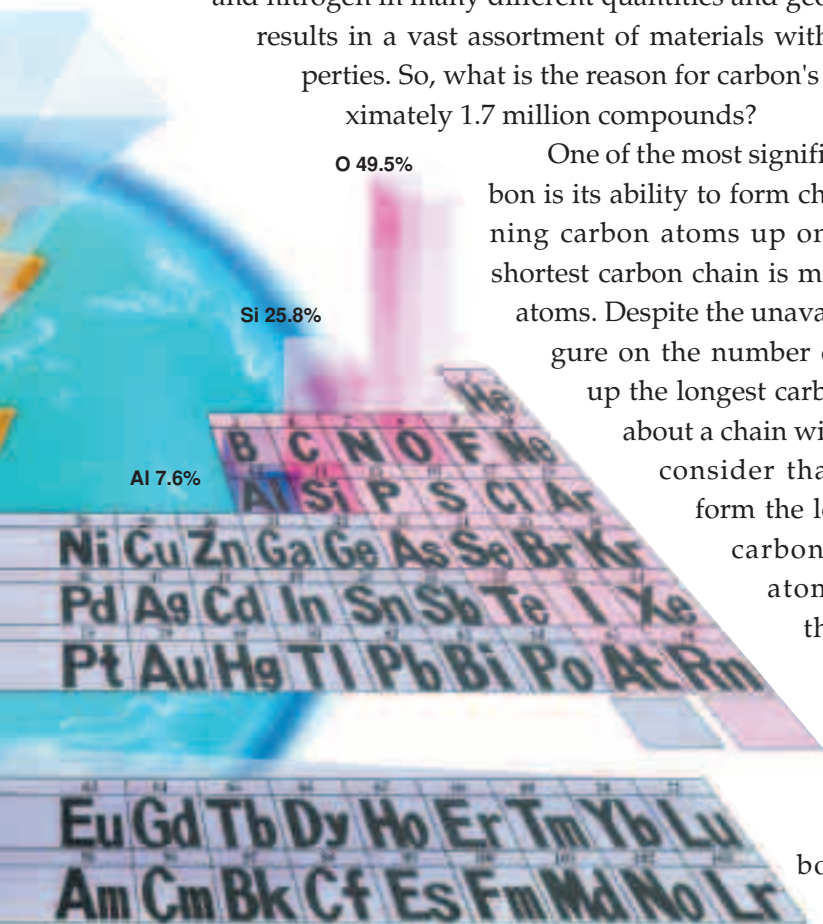 and nitrogen in many different quantities and geo
results in a vast assortment of materials with
perties. So, what is the reason for carbon's
ximately 1.7 million compounds?
One of the most signifi
bon is its ability to form ch
ning carbon atoms up on
shortest carbon chain is m
atoms. Despite the unava
gure on the number
up the longest carb
about a chain wi
consider tha
form the l
carbon
atom
th
bo
O 49.5%
Si 25.8%
Al 7.6%
He
B C N O F Ne
Al Si P S Cl Ar
Ni Cu Zn Ga Ge As Se Br Kr
Pd Ag Cd In Sn Sb Te I Xe
Pt Au Hg Tl Pb Bi Po At Rn
Eu Gd Tb Dy Ho Er Tm Yb Lu
Am Cm Bk Cf Es Fm Md No Lr